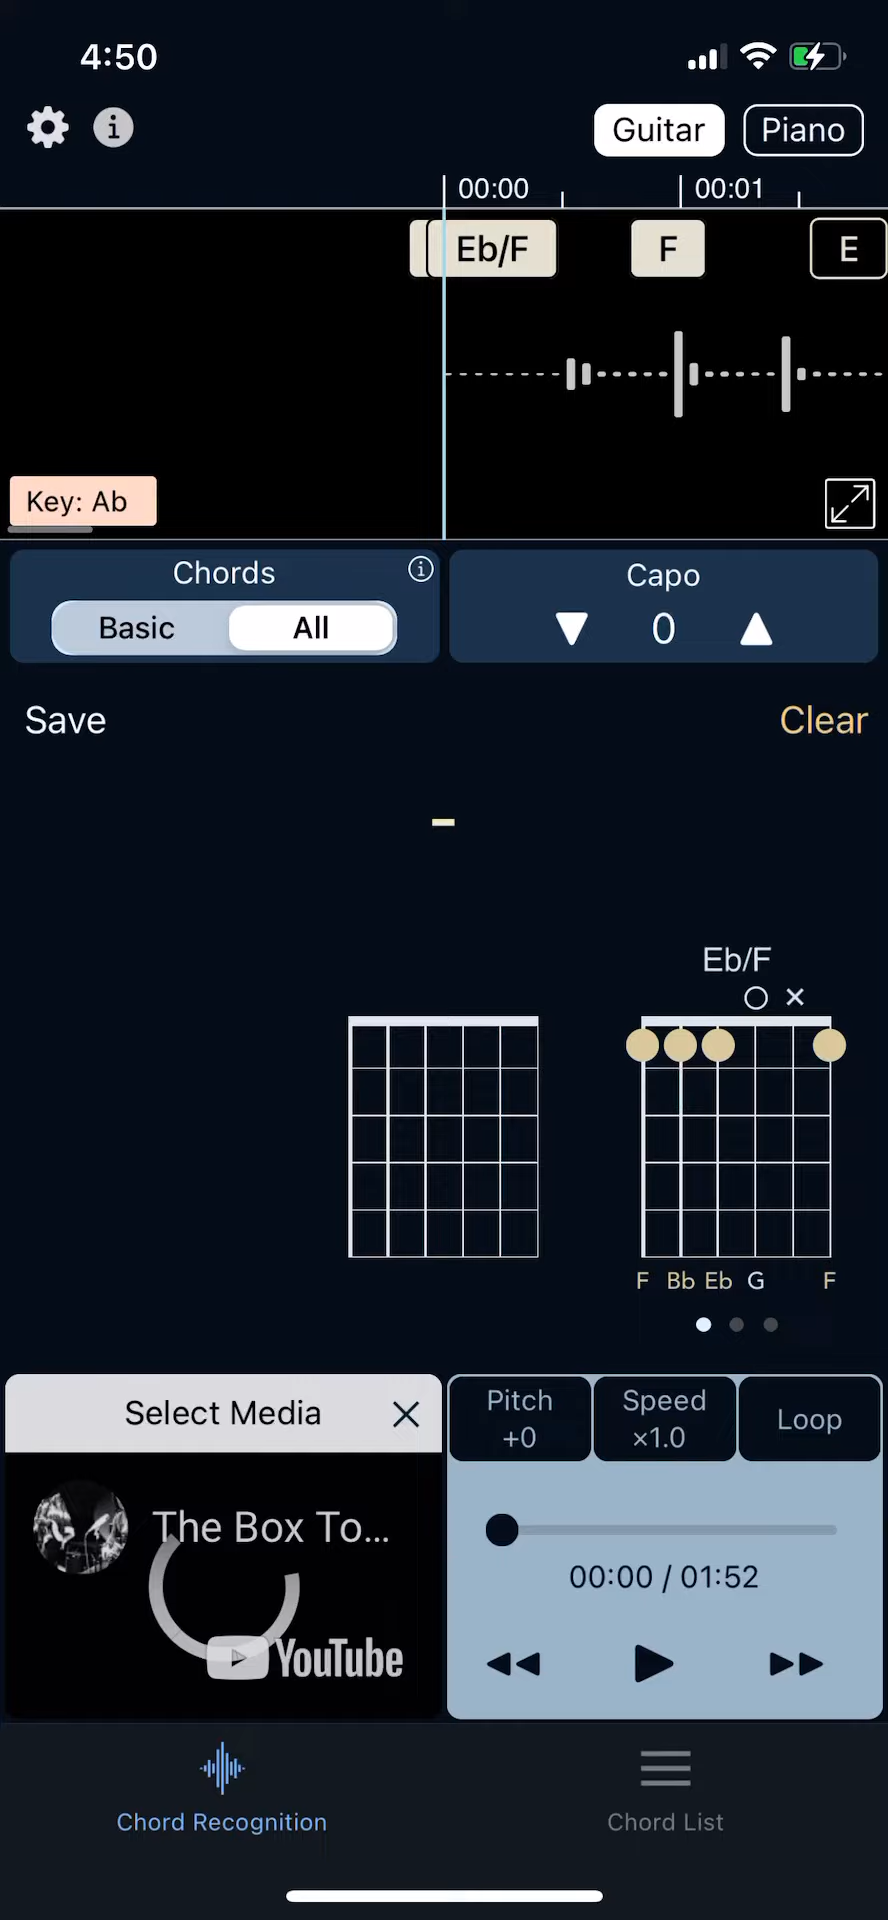 4:50
Guitar Piano
00:00 00:01
Eb/F F E
Key: Ab
Chords Capo
Basic All 0
Save Clear
-
Eb/F
F Bb Eb G F
Select Media
Pitch Speed Loop
+0 ×1.0
The Box To...
00:00 / 01:52
YouTube
Chord Recognition Chord List